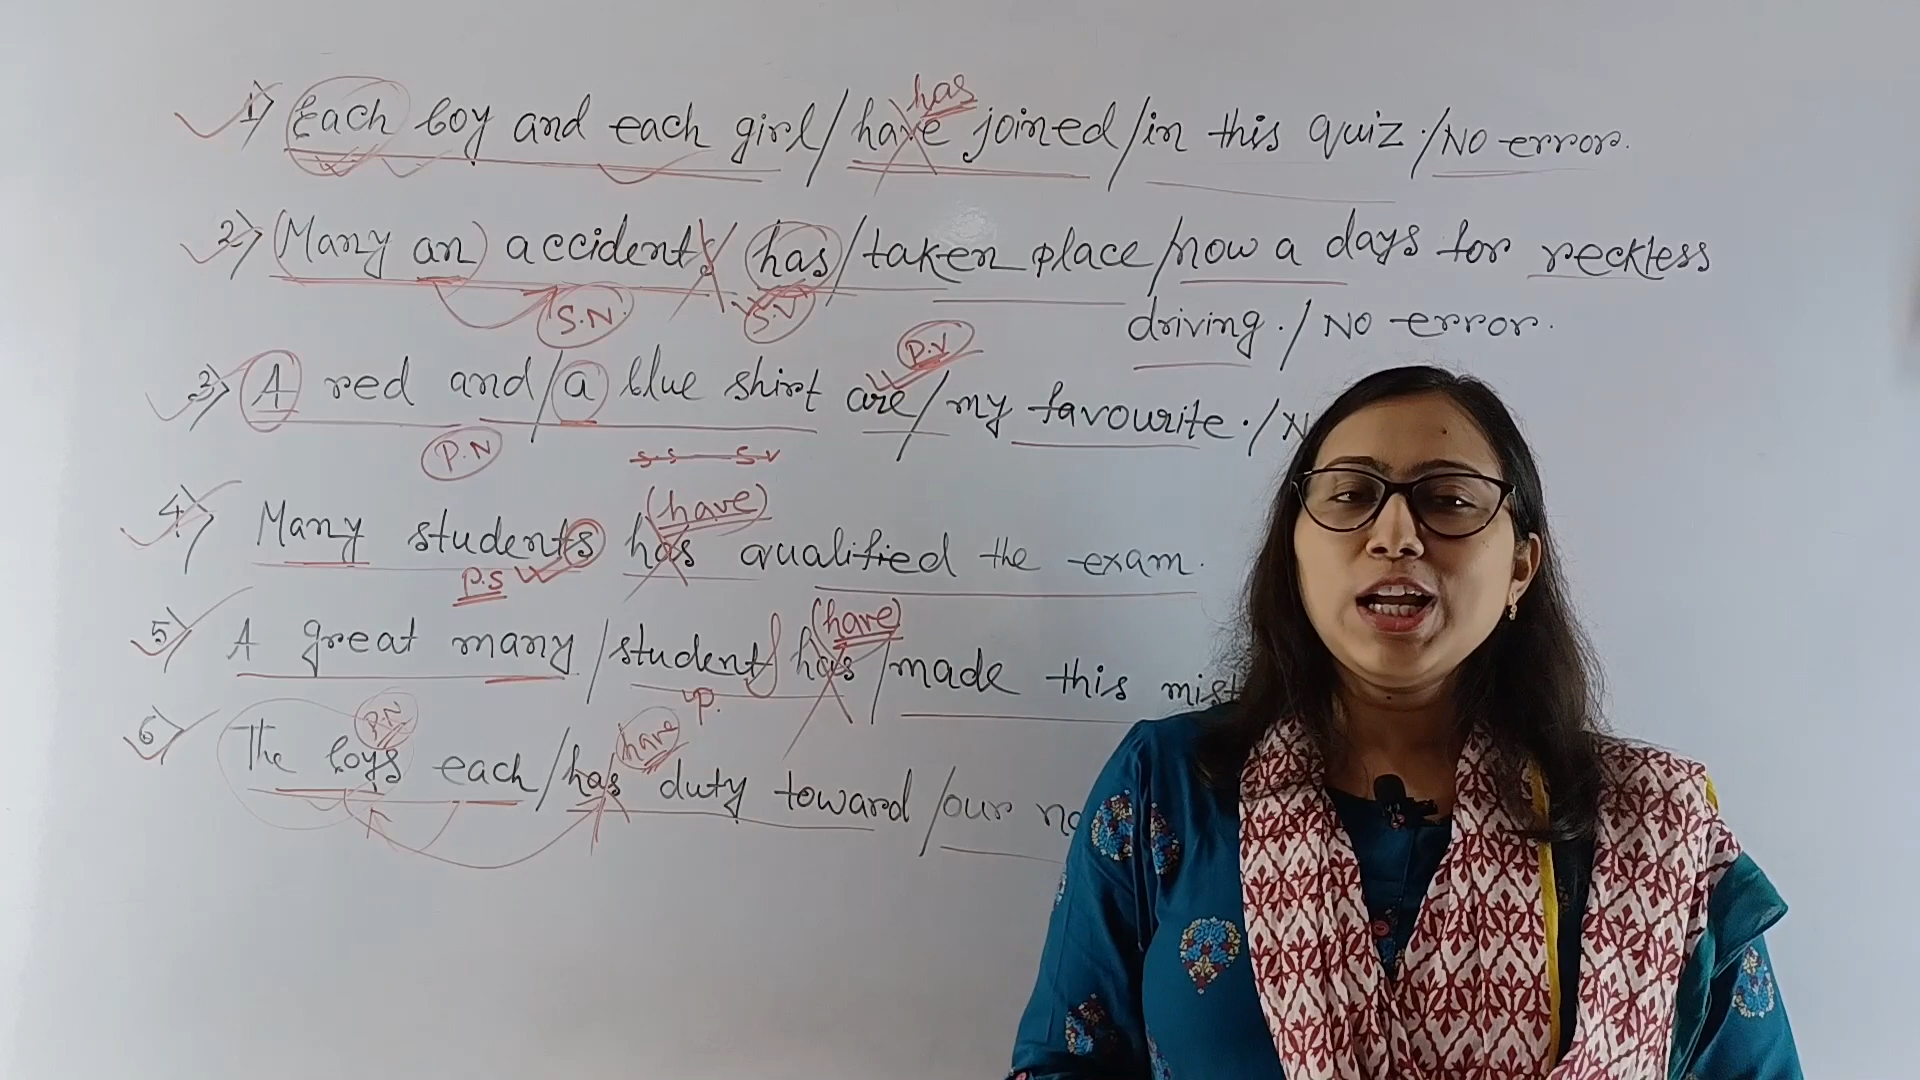 has
1) Each boy and each girl/have joined/in this quiz./No error.
2) (Many an) accidents/has/taken place/now a days for reckless
S.N. S.V
driving./No error.
P.V
3) A red and/a blue shirt are/my favourite./N
P.N S.S S.V
(have)
4) Many students has qualified the exam.
P.S (have)
5) A great many/student has/made this mist
P.
P.N have
6) The boys each/has duty toward/our na